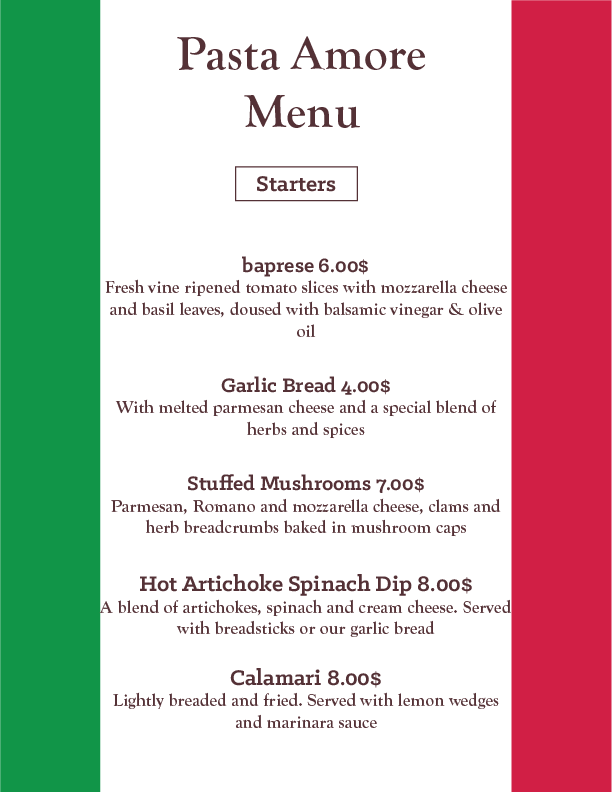 Pasta Amore
Menu
Starters
baprese 6.00$
Fresh vine ripened tomato slices with mozzarella cheese
and basil leaves, doused with balsamic vinegar & olive
oil
Garlic Bread 4.00$
With melted parmesan cheese and a special blend of
herbs and spices
Stuffed Mushrooms 7.00$
Parmesan, Romano and mozzarella cheese, clams and
herb breadcrumbs baked in mushroom caps
Hot Artichoke Spinach Dip 8.00$
A blend of artichokes, spinach and cream cheese. Served
with breadsticks or our garlic bread
Calamari 8.00$
Lightly breaded and fried. Served with lemon wedges
and marinara sauce